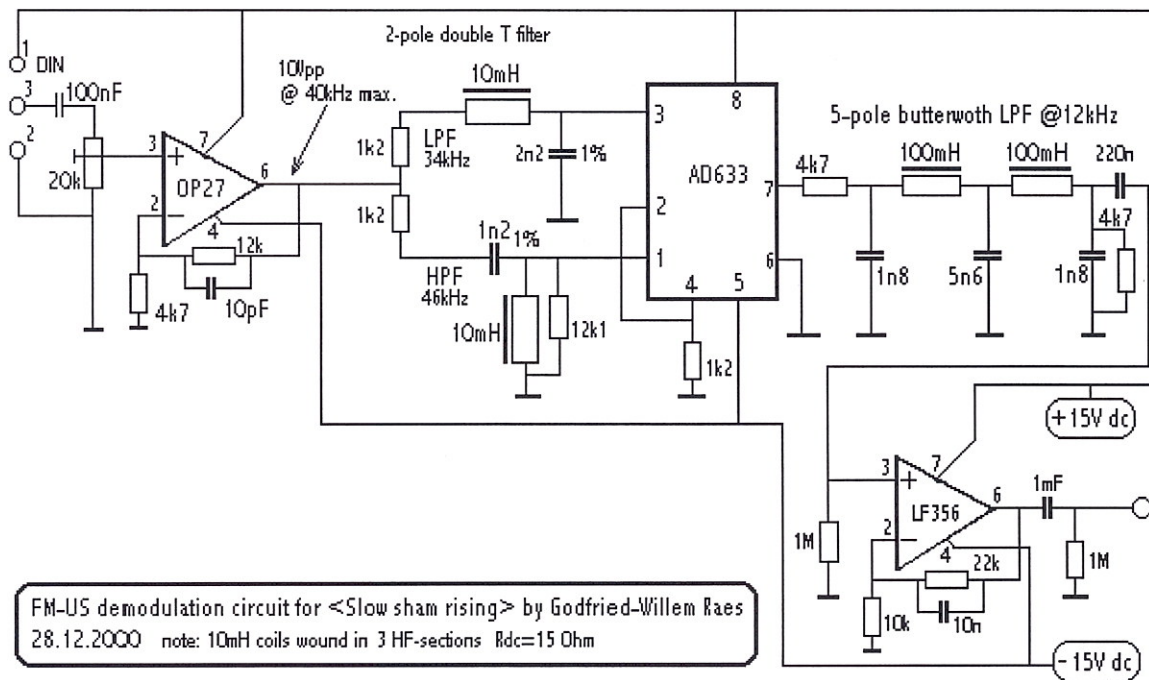 2-pole double T filter
1
DIN
3
100nF
2
20k
3
7
OP27
6
2
4
12k
10pF
4k7
10Vpp
@ 40kHz max.
10mH
1k2
LPF
34kHz
2n2
1%
1k2
1n2
1%
HPF
46kHz
10mH
12k1
3
8
AD633
2
7
1
6
4
5
1k2
5-pole butterwoth LPF @12kHz
4k7
100mH
100mH
220n
4k7
1n8
5n6
1n8
+15V dc
3
7
LF356
6
1mF
2
4
22k
1M
10k
10n
1M
-15V dc
FM-US demodulation circuit for <Slow sham rising> by Godfried-Willem Raes
28.12.2000 note: 10mH coils wound in 3 HF-sections Rdc=15 Ohm